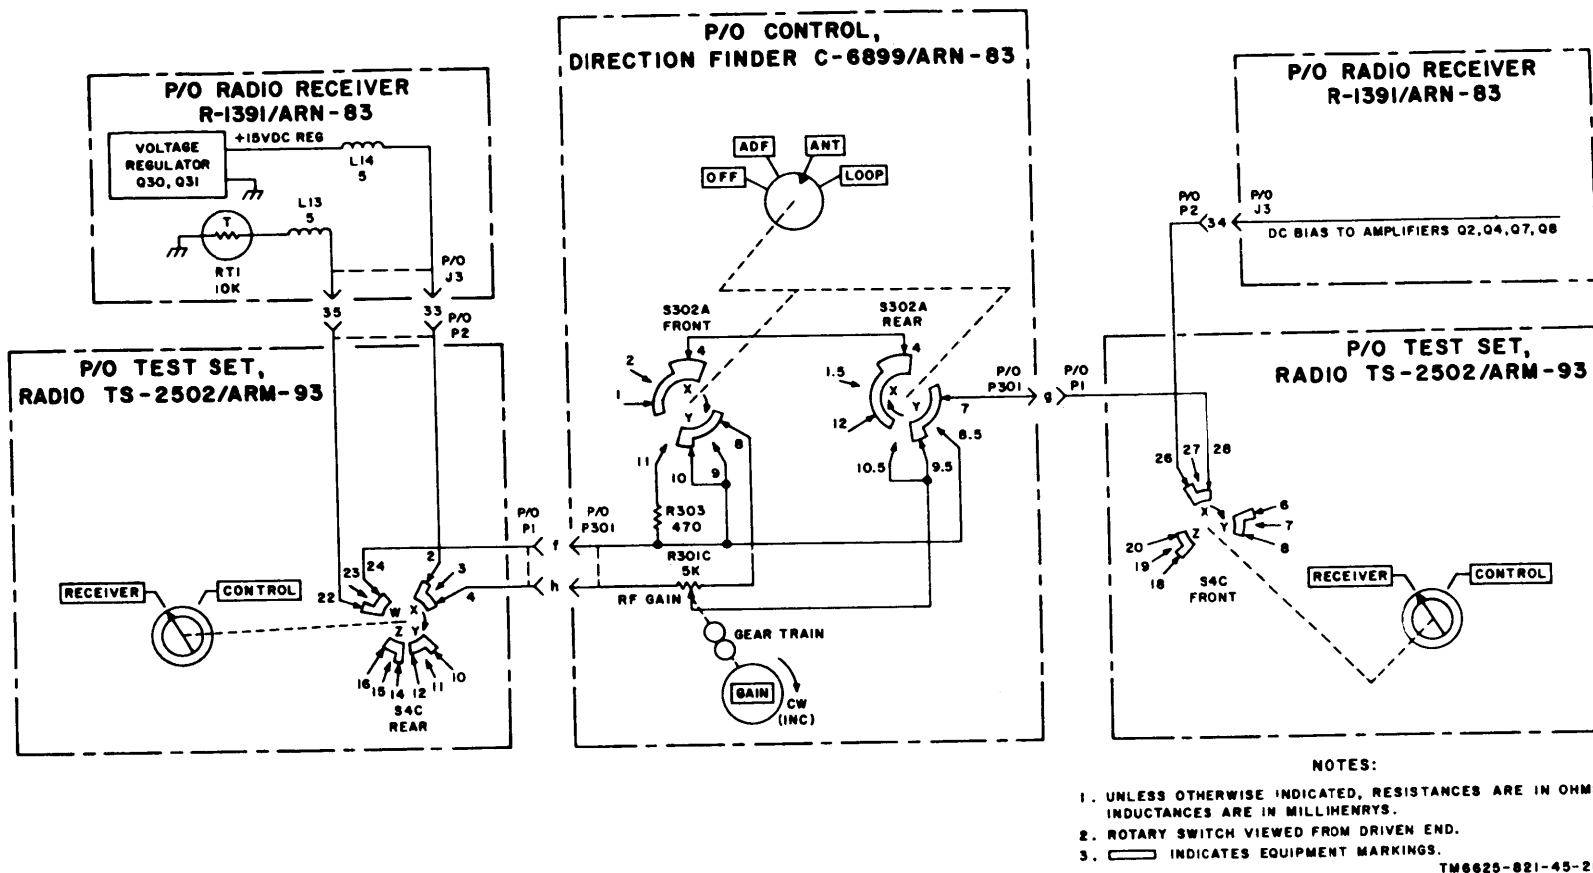 P/O CONTROL,
DIRECTION FINDER C-6899/ARN-83
P/O RADIO RECEIVER
R-1391/ARN-83
VOLTAGE
REGULATOR
Q30, Q31
+15VDC REG
L14
5
L13
5
T
RT1
10K
P/O
J3
35
33
P/O
P2
P/O TEST SET,
RADIO TS-2502/ARM-93
RECEIVER
CONTROL
22
23
24
2
3
4
W
X
Z
Y
16
15
14
12
11
10
S4C
REAR
P/O
P1
P/O
P301
f
h
OFF
ADF
ANT
LOOP
S302A
FRONT
S302A
REAR
4
2
1
X
Y
8
9
10
11
4
1.5
12
X
Y
7
8.5
9.5
10.5
R303
470
R301C
5K
RF GAIN
GEAR TRAIN
GAIN
CW
(INC)
P/O
P301
g
P/O
P1
P/O RADIO RECEIVER
R-1391/ARN-83
P/O
P2
34
P/O
J3
DC BIAS TO AMPLIFIERS Q2,Q4,Q7,Q8
P/O TEST SET,
RADIO TS-2502/ARM-93
26
27
28
X
Y
Z
6
7
8
20
19
18
S4C
FRONT
RECEIVER
CONTROL
NOTES:
1. UNLESS OTHERWISE INDICATED, RESISTANCES ARE IN OHM
INDUCTANCES ARE IN MILLIHENRYS.
2. ROTARY SWITCH VIEWED FROM DRIVEN END.
3. INDICATES EQUIPMENT MARKINGS.
TM6625-821-45-2